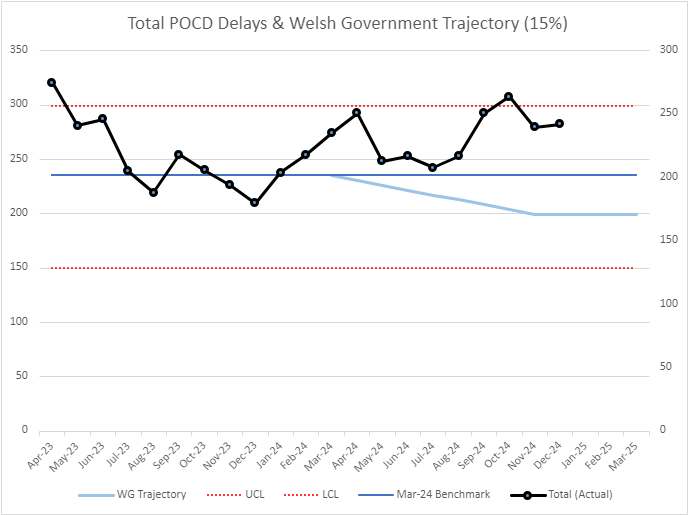 Total POCD Delays & Welsh Government Trajectory (15%)
350
300
250
200
150
100
50
0
300
250
200
150
100
50
0
Apr-23
May-23
Jun-23
Jul-23
Aug-23
Sep-23
Oct-23
Nov-23
Dec-23
Jan-24
Feb-24
Mar-24
Apr-24
May-24
Jun-24
Jul-24
Aug-24
Sep-24
Oct-24
Nov-24
Dec-24
Jan-25
Feb-25
Mar-25
WG Trajectory
UCL
LCL
Mar-24 Benchmark
Total (Actual)